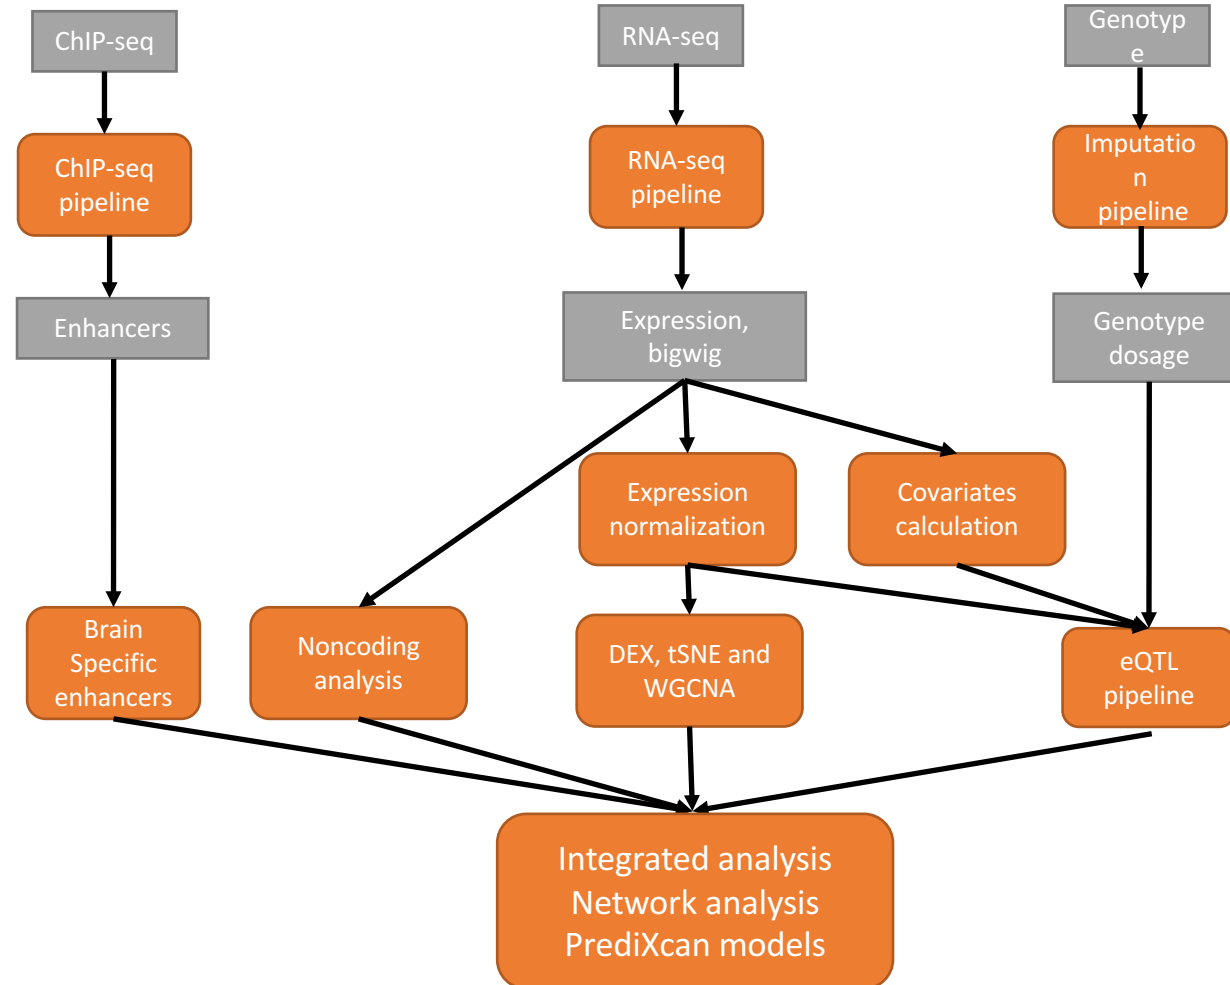 ChIP-seq
RNA-seq
Genotyp
e
ChIP-seq
pipeline
RNA-seq
pipeline
Imputatio
n
pipeline
Enhancers
Expression,
bigwig
Genotype
dosage
Expression
normalization
Covariates
calculation
Brain
Specific
enhancers
Noncoding
analysis
DEX, tSNE and
WGCNA
eQTL
pipeline
Integrated analysis
Network analysis
PrediXcan models